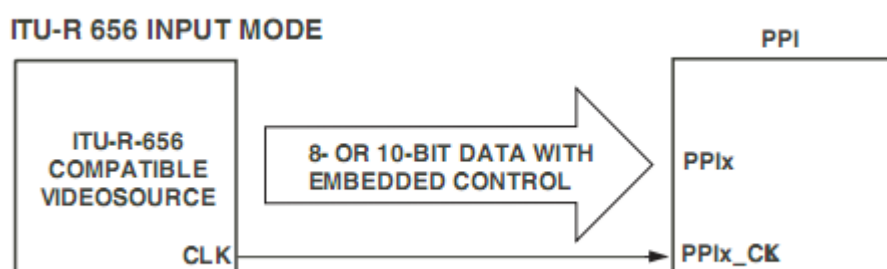 ITU-R 656 INPUT MODE
PPI
ITU-R-656
COMPATIBLE
VIDEOSOURCE
8- OR 10-BIT DATA WITH
EMBEDDED CONTROL
PPIx
CLK
PPIx_CK